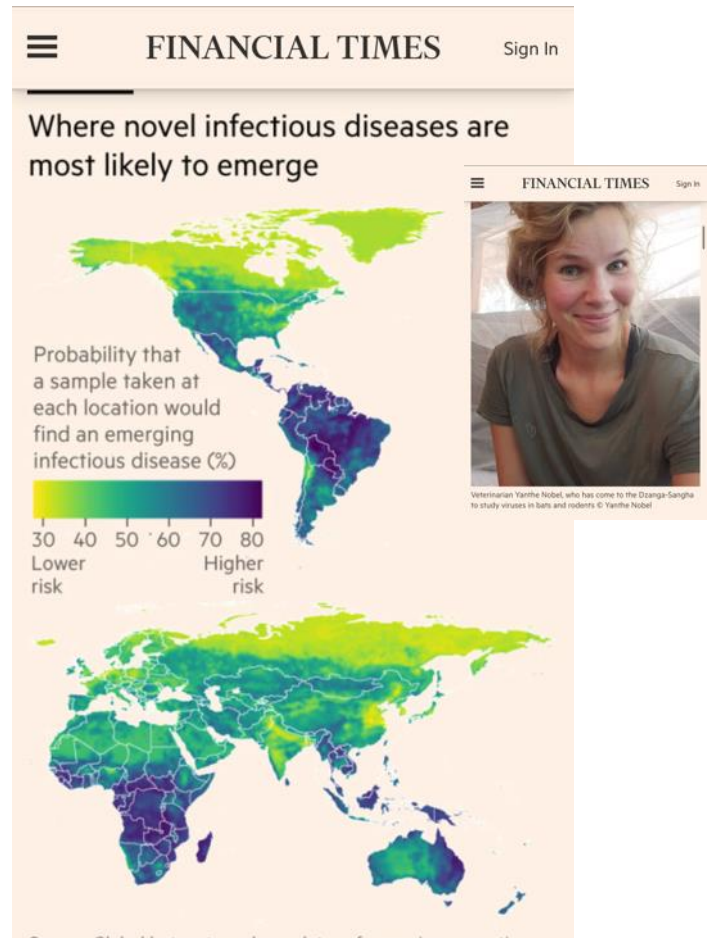 FINANCIAL TIMES
Sign In
Where novel infectious diseases are
most likely to emerge
Probability that
a sample taken at
each location would
find an emerging
infectious disease (%)
30 40 50 60 70 80
Lower
risk
Higher
risk
FINANCIAL TIMES
Sign In
Veterinarian Yanthe Nobel, who has come to the Dzanga-Sangha
to study viruses in bats and rodents © Yanthe Nobel